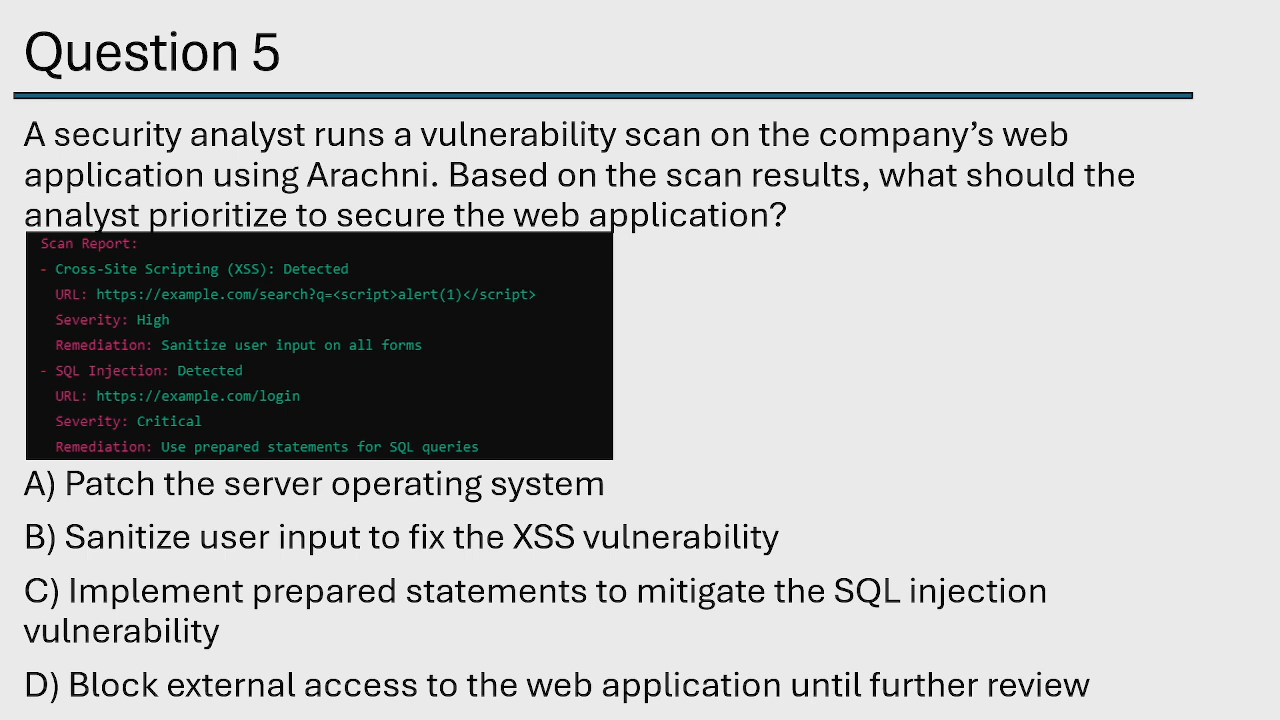 Question 5
A security analyst runs a vulnerability scan on the company’s web
application using Arachni. Based on the scan results, what should the
analyst prioritize to secure the web application?
Scan Report:
- Cross-Site Scripting (XSS): Detected
URL: https://example.com/search?q=<script>alert(1)</script>
Severity: High
Remediation: Sanitize user input on all forms
- SQL Injection: Detected
URL: https://example.com/login
Severity: Critical
Remediation: Use prepared statements for SQL queries
A) Patch the server operating system
B) Sanitize user input to fix the XSS vulnerability
C) Implement prepared statements to mitigate the SQL injection
vulnerability
D) Block external access to the web application until further review